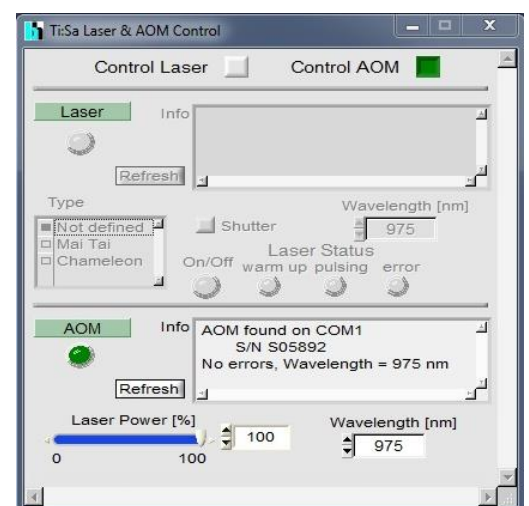 Ti:Sa Laser & AOM Control
Control Laser Control AOM
Laser Info
Refresh
Type Wavelength [nm]
Not defined Shutter 975
Mai Tai Laser Status
Chameleon On/Off warm up pulsing error
AOM Info AOM found on COM1
S/N S05892
No errors, Wavelength = 975 nm
Refresh
Laser Power [%] Wavelength [nm]
100 975
0 100